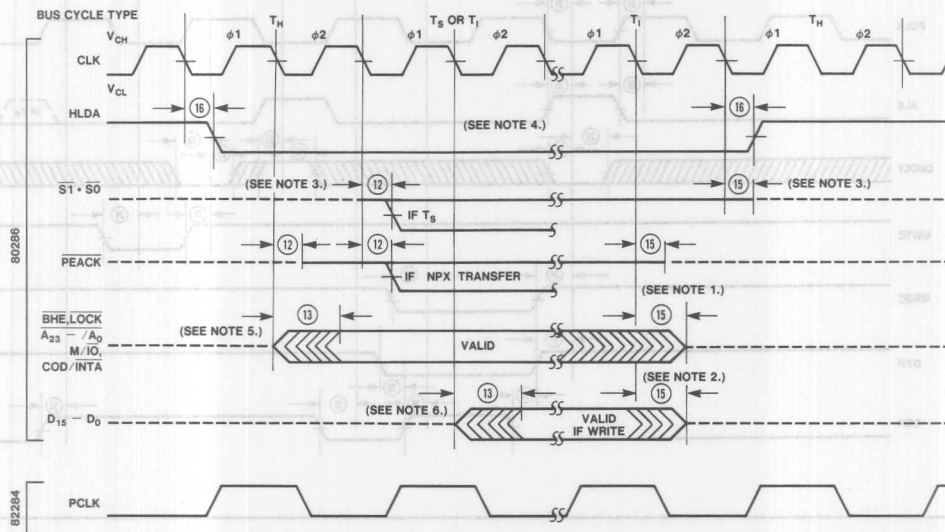 BUS CYCLE TYPE
T_H T_S OR T_I T_I T_H
V_CH φ1 φ2 φ1 φ2 φ1 φ2 φ1 φ2
CLK
V_CL
HLDA 16 (SEE NOTE 4.) 16
S1 • S0 (SEE NOTE 3.) 12 15 (SEE NOTE 3.)
IF T_S
80286
PEACK 12 12 15
IF NPX TRANSFER
(SEE NOTE 1.)
BHE,LOCK (SEE NOTE 5.) 13 15
A23 – /A0
M/IO, VALID
COD/INTA
(SEE NOTE 2.)
(SEE NOTE 6.) 13 15
D15 – D0 VALID
IF WRITE
82284
PCLK